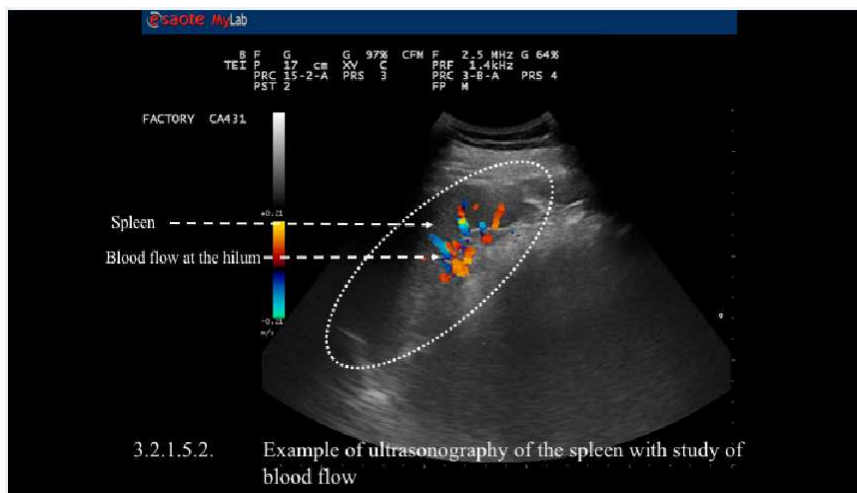 esaote MyLab
B F G G 97% CFM F 2.5 MHz G 64%
TEI P 17 cm XV C PRF 1.4kHz
PRC 15-2-A PRS 3 PRC 3-B-A PRS 4
PST 2 FP M
FACTORY CA431
+0.21
Spleen
Blood flow at the hilum
-0.21
m/s
3.2.1.5.2. Example of ultrasonography of the spleen with study of
blood flow